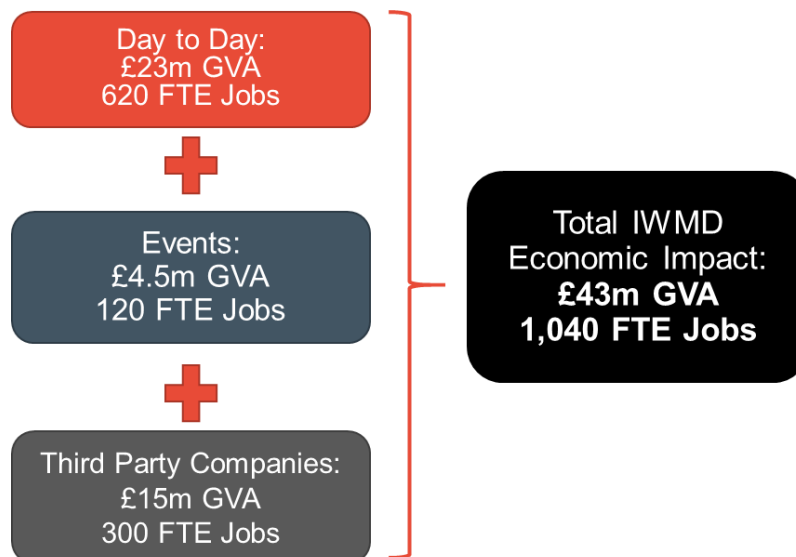 Day to Day:
£23m GVA
620 FTE Jobs
Events:
£4.5m GVA
120 FTE Jobs
Third Party Companies:
£15m GVA
300 FTE Jobs
Total IWMD
Economic Impact:
£43m GVA
1,040 FTE Jobs